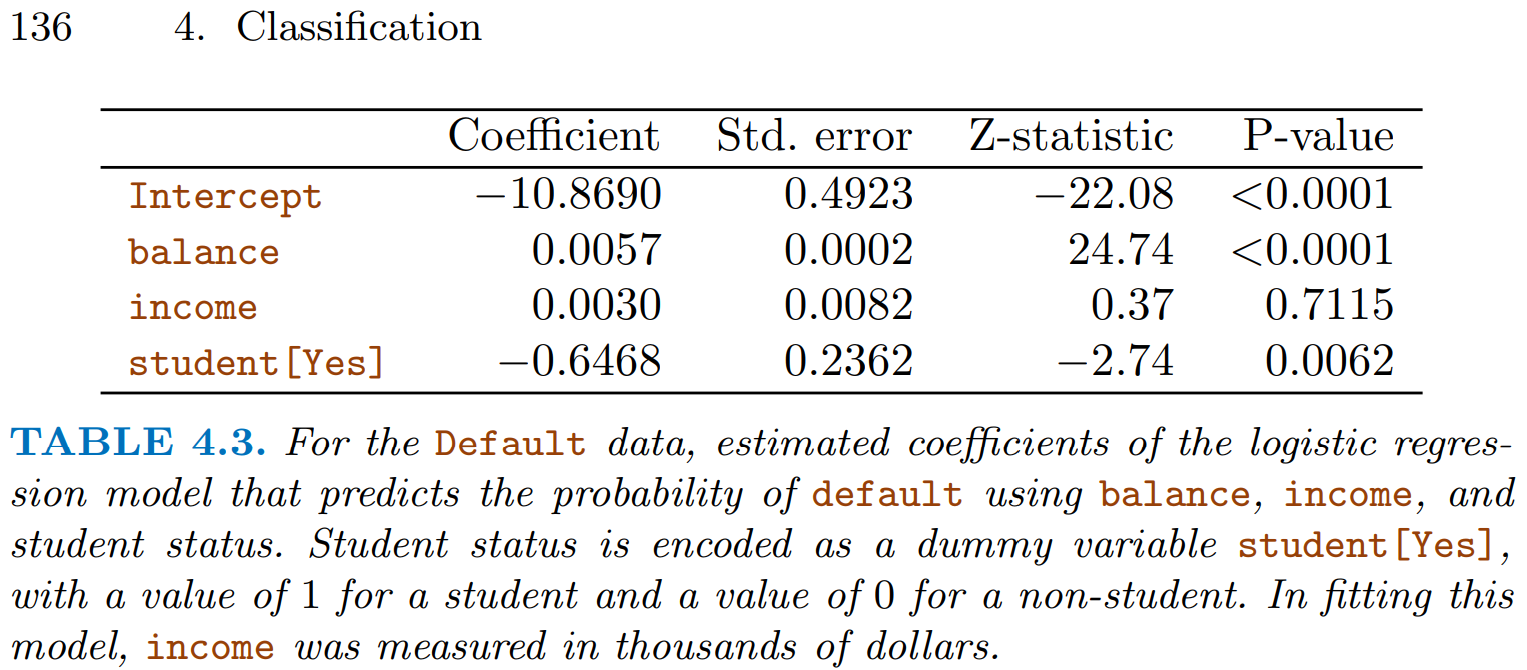 136 4. Classification
Coefficient Std. error Z-statistic P-value
Intercept −10.8690 0.4923 −22.08 <0.0001
balance 0.0057 0.0002 24.74 <0.0001
income 0.0030 0.0082 0.37 0.7115
student[Yes] −0.6468 0.2362 −2.74 0.0062
TABLE 4.3. For the Default data, estimated coefficients of the logistic regres-
sion model that predicts the probability of default using balance, income, and
student status. Student status is encoded as a dummy variable student[Yes],
with a value of 1 for a student and a value of 0 for a non-student. In fitting this
model, income was measured in thousands of dollars.